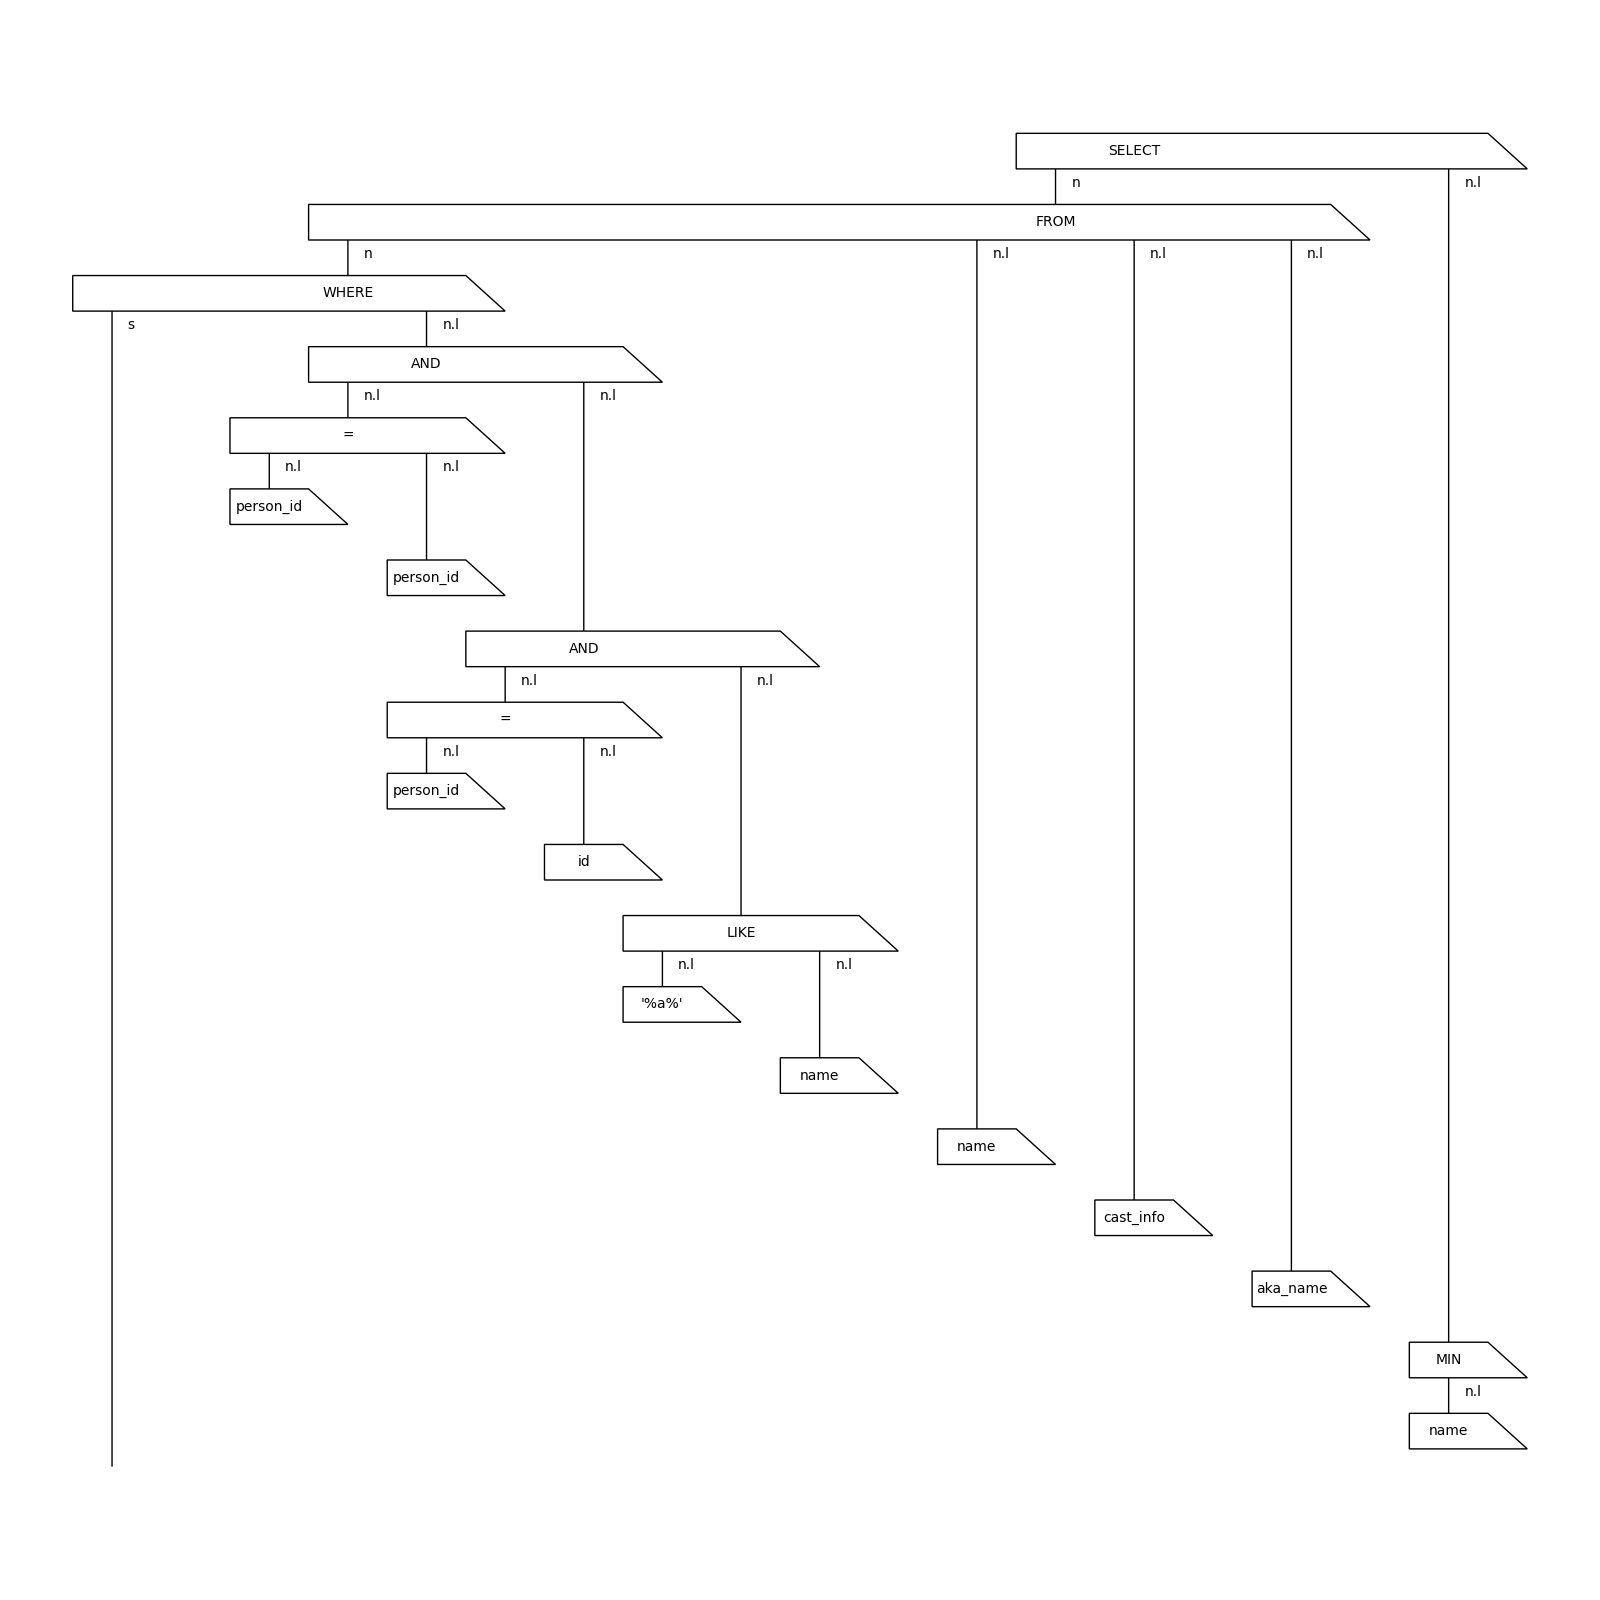 SELECT
n n.l
FROM
n n.l n.l n.l
WHERE
s n.l
AND
n.l n.l
=
n.l n.l
person_id
person_id
AND
n.l n.l
=
n.l n.l
person_id
id
LIKE
n.l n.l
'%a%'
name
name
cast_info
aka_name
MIN
n.l
name